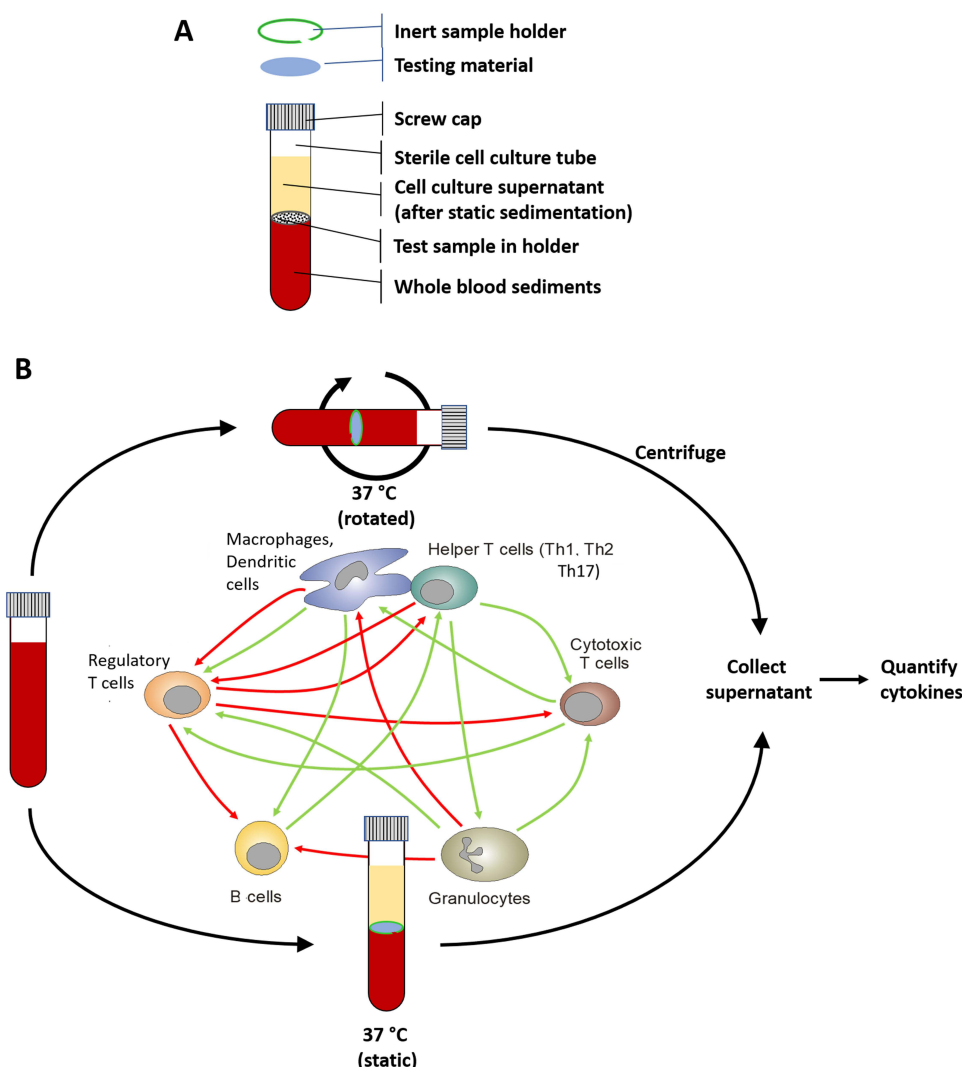 A
Inert sample holder
Testing material
Screw cap
Sterile cell culture tube
Cell culture supernatant
(after static sedimentation)
Test sample in holder
Whole blood sediments
B
Centrifuge
37 °C
(rotated)
Macrophages,
Dendritic
cells
Helper T cells (Th1, Th2
Th17)
Regulatory
T cells
Cytotoxic
T cells
Collect
supernatant
Quantify
cytokines
B cells
Granulocytes
37 °C
(static)